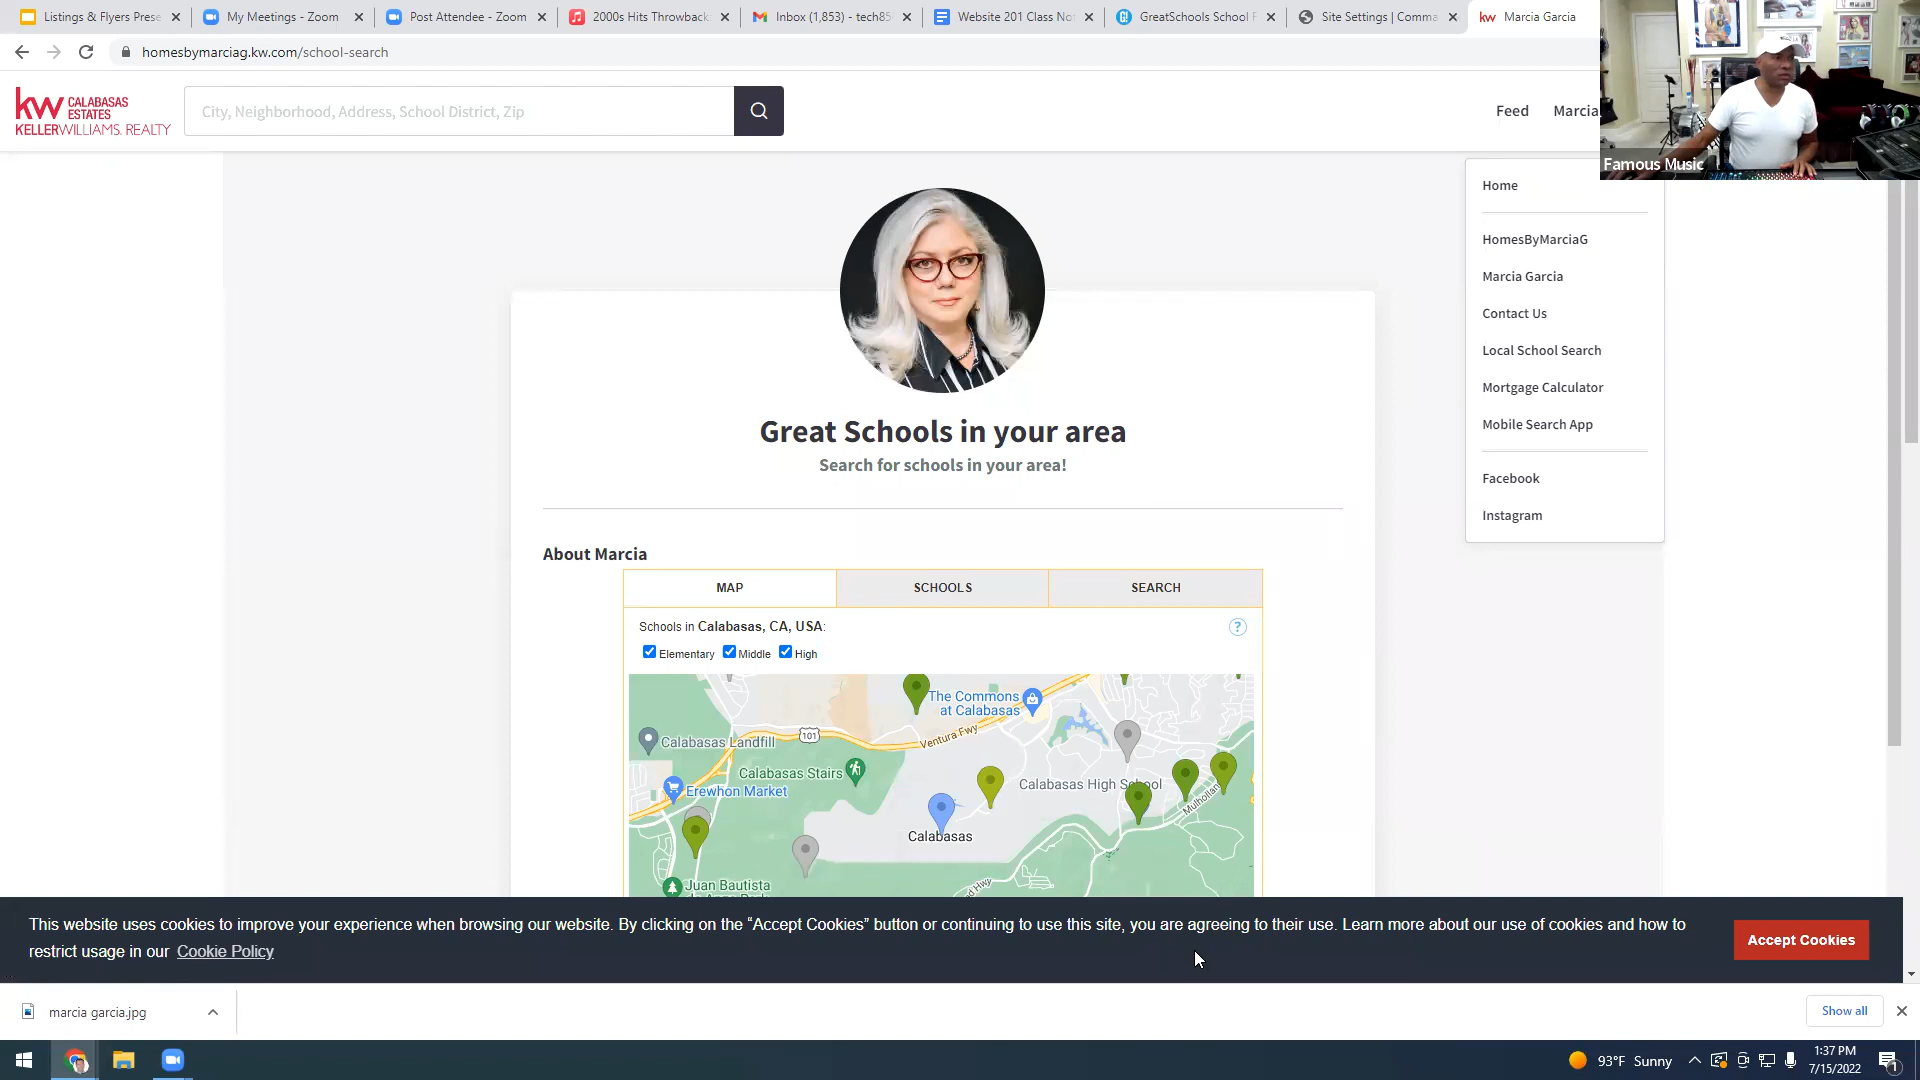 Listings & Flyers Prese
My Meetings - Zoom
Post Attendee - Zoom
2000s Hits Throwback
Inbox (1,853) - tech85
Website 201 Class No
GreatSchools School F
Site Settings | Comma
kw Marcia Garcia
homesbymarciag.kw.com/school-search
kw CALABASAS ESTATES
KELLERWILLIAMS. REALTY
City, Neighborhood, Address, School District, Zip
Feed
Marcia
Famous Music
Home
HomesByMarciaG
Marcia Garcia
Contact Us
Local School Search
Mortgage Calculator
Mobile Search App
Facebook
Instagram
Great Schools in your area
Search for schools in your area!
About Marcia
MAP
SCHOOLS
SEARCH
Schools in Calabasas, CA, USA:
?
Elementary Middle High
The Commons
at Calabasas
101
Ventura Fwy
Calabasas Landfill
Calabasas Stairs
Erewhon Market
Calabasas High School
Mulholland
Calabasas
Juan Bautista
This website uses cookies to improve your experience when browsing our website. By clicking on the “Accept Cookies” button or continuing to use this site, you are agreeing to their use. Learn more about our use of cookies and how to
restrict usage in our Cookie Policy
Accept Cookies
marcia garcia.jpg
Show all
93°F Sunny
1:37 PM
7/15/2022
1